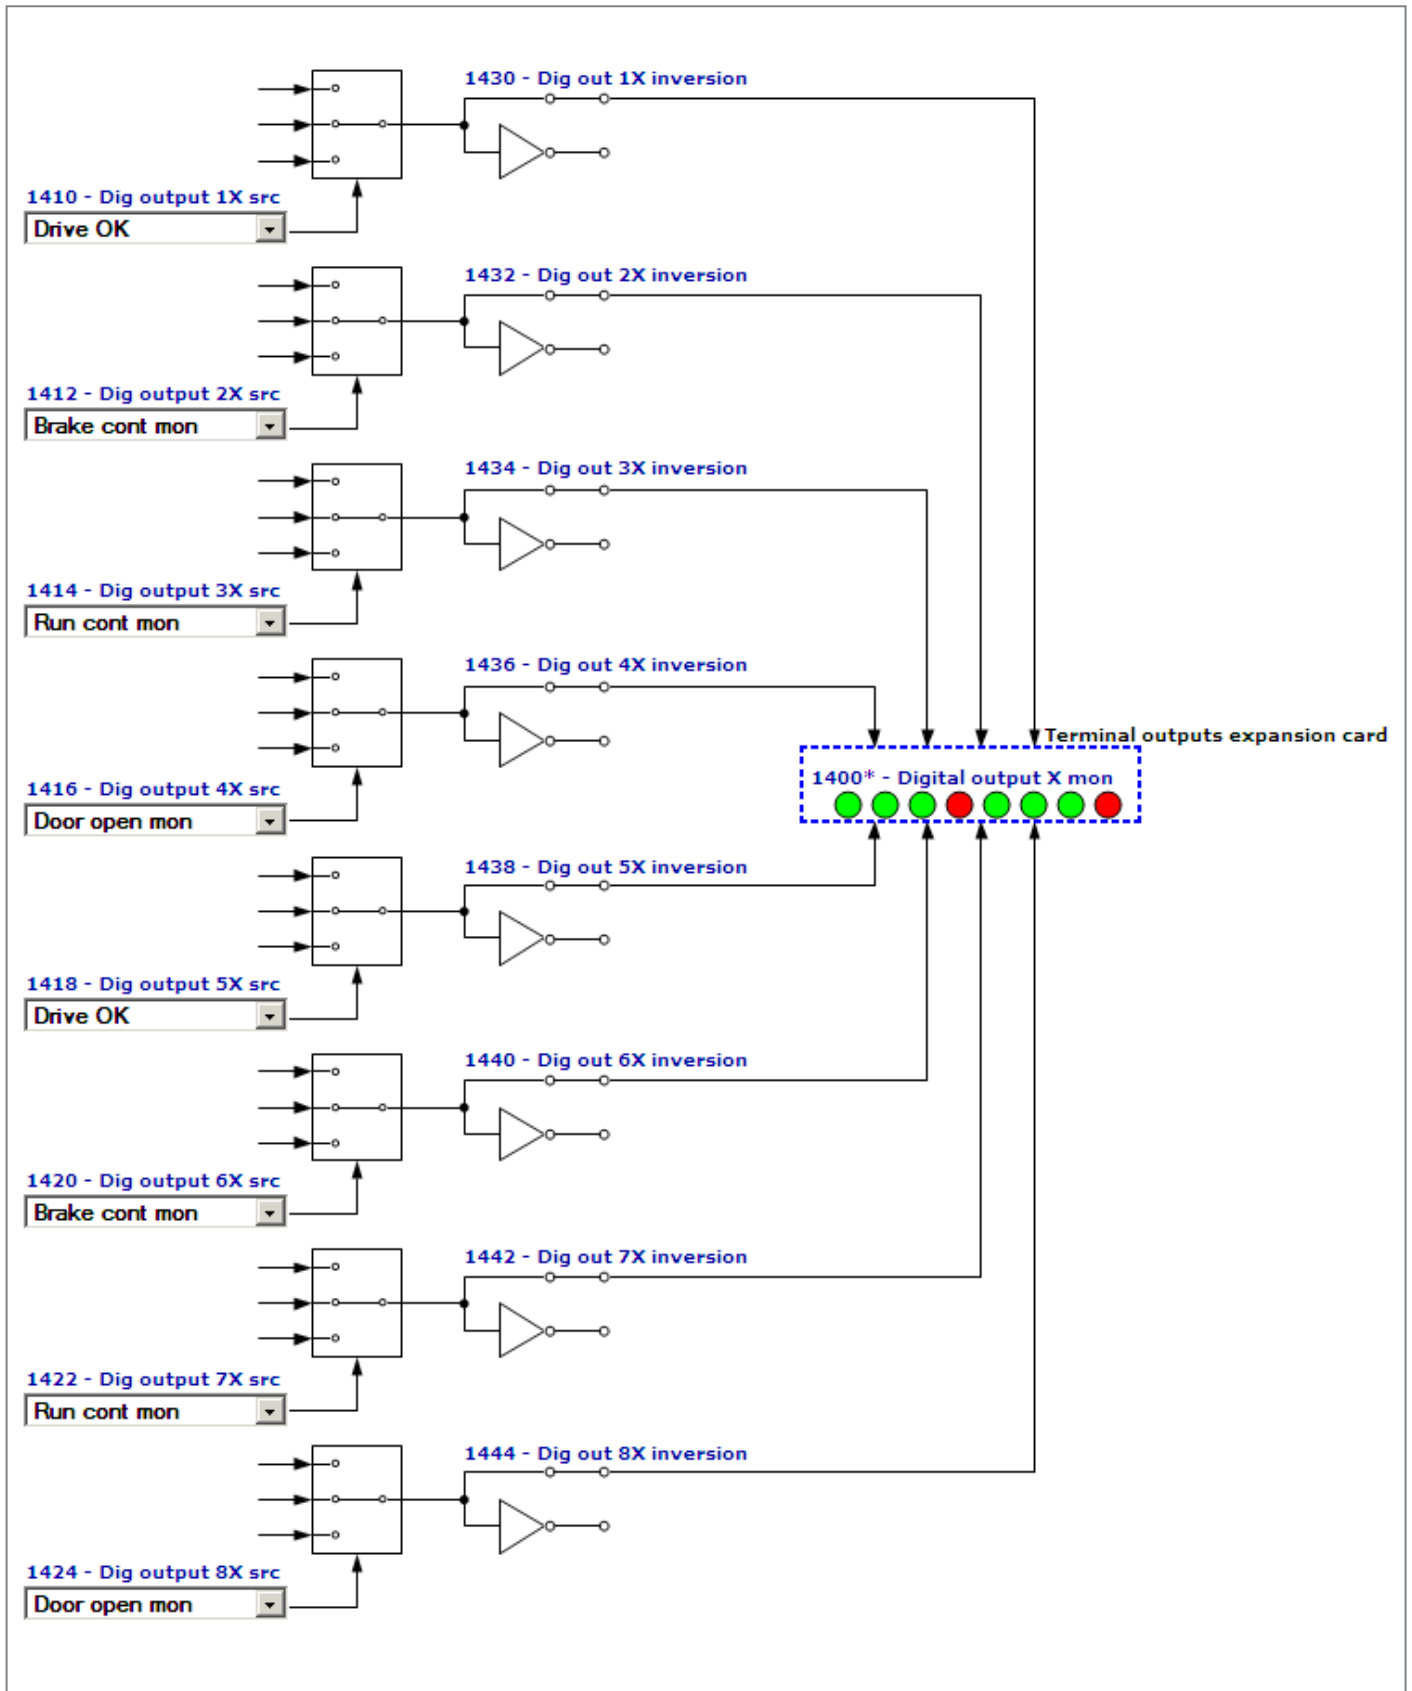 1430 - Dig out 1X inversion
1410 - Dig output 1X src
Drive OK
1432 - Dig out 2X inversion
1412 - Dig output 2X src
Brake cont mon
1434 - Dig out 3X inversion
1414 - Dig output 3X src
Run cont mon
1436 - Dig out 4X inversion
Terminal outputs expansion card
1400* - Digital output X mon
1416 - Dig output 4X src
Door open mon
1438 - Dig out 5X inversion
1418 - Dig output 5X src
Drive OK
1440 - Dig out 6X inversion
1420 - Dig output 6X src
Brake cont mon
1442 - Dig out 7X inversion
1422 - Dig output 7X src
Run cont mon
1444 - Dig out 8X inversion
1424 - Dig output 8X src
Door open mon